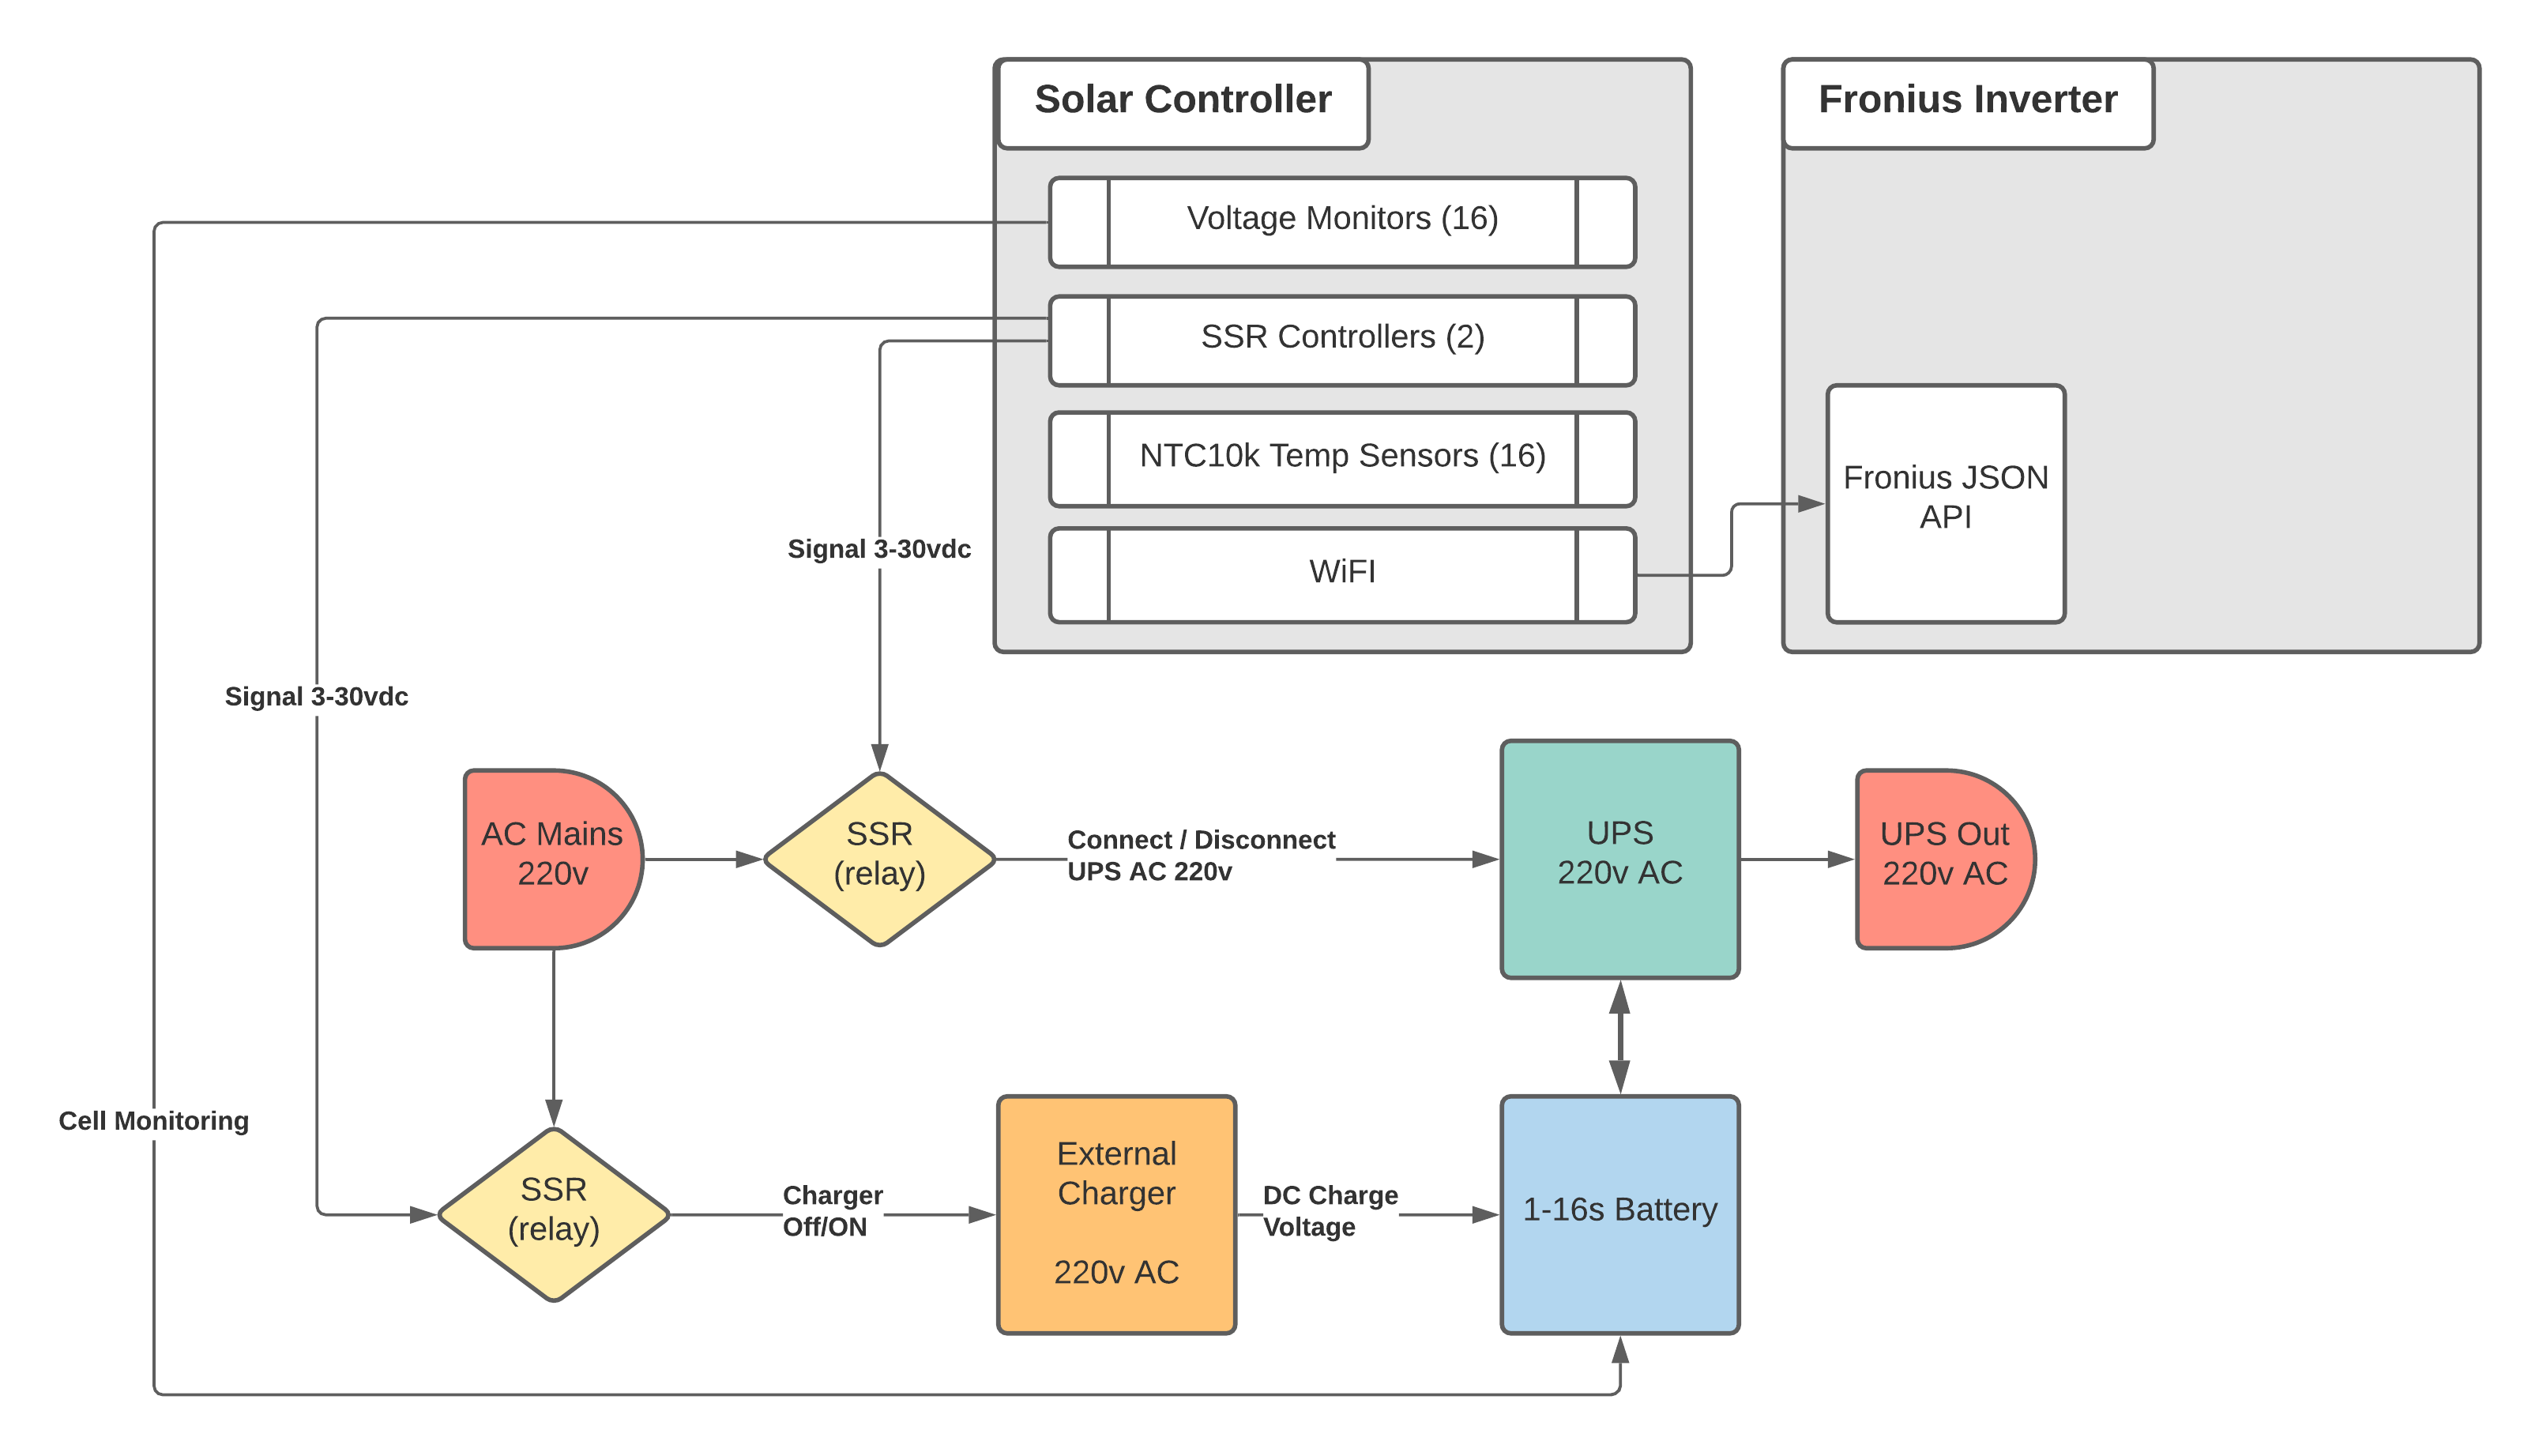 Solar Controller
Fronius Inverter
Voltage Monitors (16)
SSR Controllers (2)
NTC10k Temp Sensors (16)
WiFI
Fronius JSON
API
Signal 3-30vdc
Signal 3-30vdc
AC Mains
220v
SSR
(relay)
Connect / Disconnect
UPS AC 220v
UPS
220v AC
UPS Out
220v AC
Cell Monitoring
SSR
(relay)
Charger
Off/ON
External
Charger
220v AC
DC Charge
Voltage
1-16s Battery